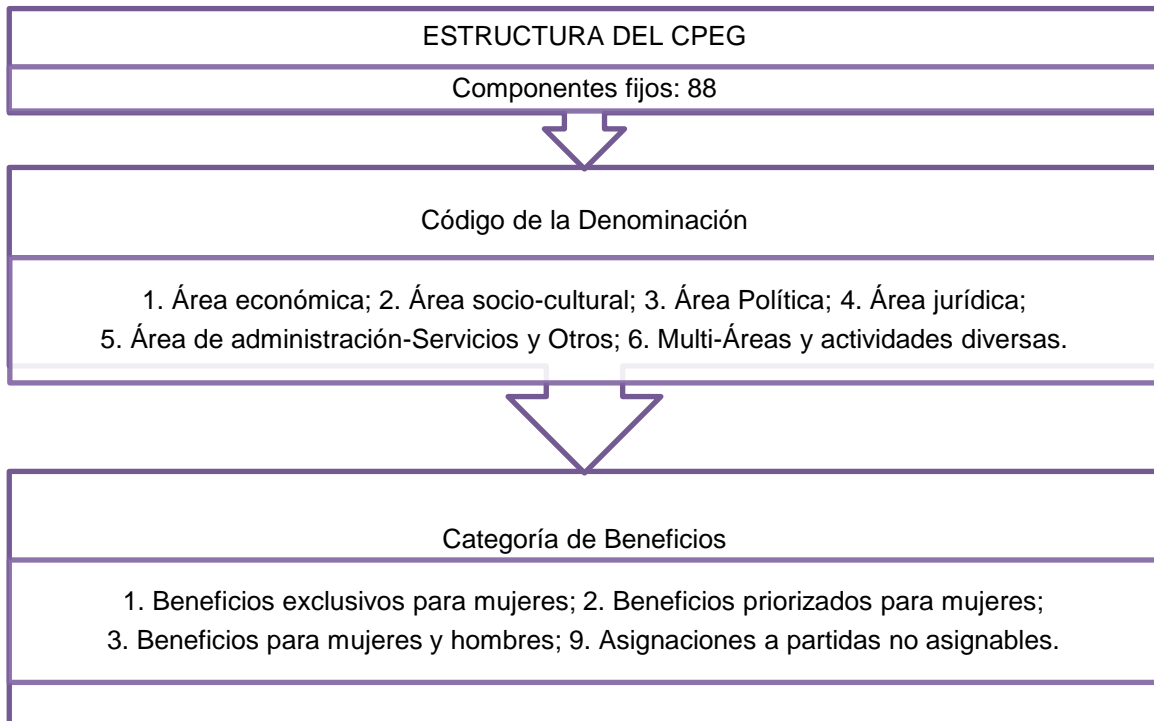 ESTRUCTURA DEL CPEG
Componentes fijos: 88
Código de la Denominación
1. Área económica; 2. Área socio-cultural; 3. Área Política; 4. Área jurídica;
5. Área de administración-Servicios y Otros; 6. Multi-Áreas y actividades diversas.
Categoría de Beneficios
1. Beneficios exclusivos para mujeres; 2. Beneficios priorizados para mujeres;
3. Beneficios para mujeres y hombres; 9. Asignaciones a partidas no asignables.